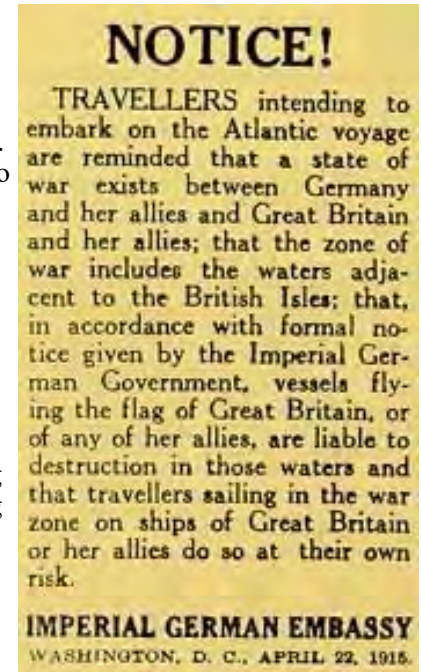 NOTICE!
TRAVELLERS intending to
embark on the Atlantic voyage
are reminded that a state of
war exists between Germany
and her allies and Great Britain
and her allies; that the zone of
war includes the waters adja-
cent to the British Isles; that,
in accordance with formal no-
tice given by the Imperial Ger-
man Government, vessels fly-
ing the flag of Great Britain, or
of any of her allies, are liable to
destruction in those waters and
that travellers sailing in the war
zone on ships of Great Britain
or her allies do so at their own
risk.
IMPERIAL GERMAN EMBASSY
WASHINGTON, D. C., APRIL 22, 1915.